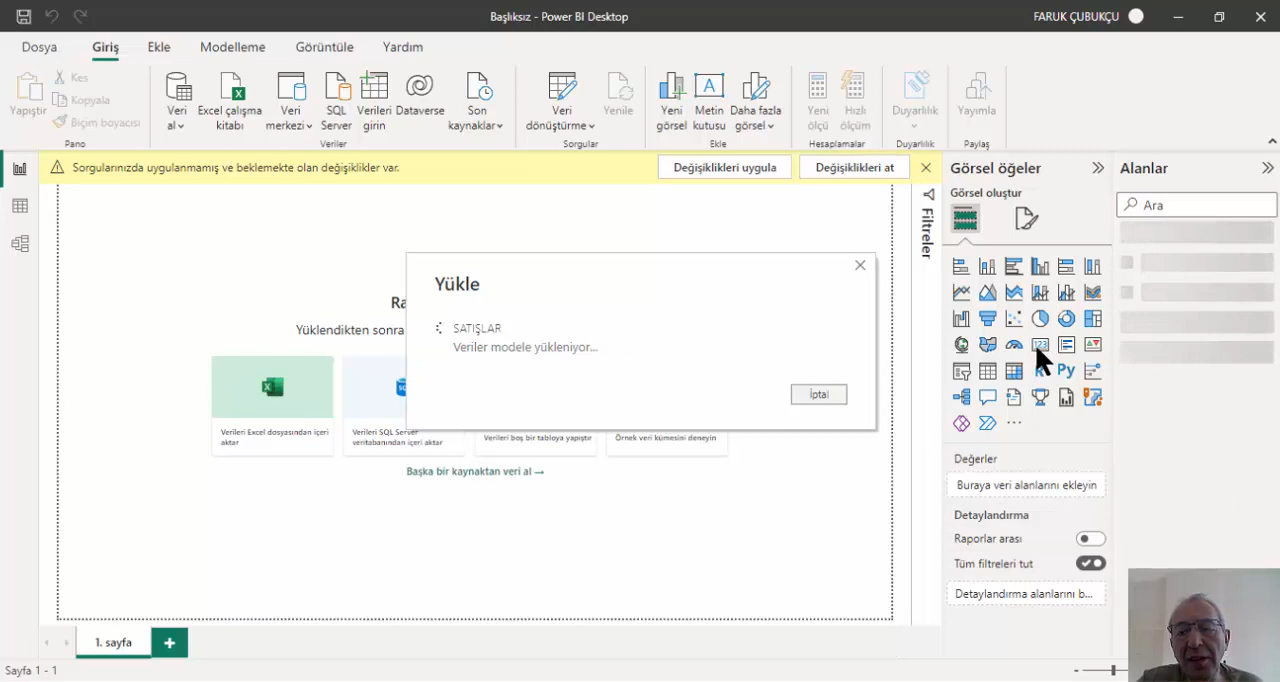 Başlıksız - Power BI Desktop
FARUK ÇUBUKÇU
Dosya
Giriş
Ekle
Modelleme
Görüntüle
Yardım
Yapıştır
Kes
Kopyala
Biçim boyacısı
Pano
Veri al
Excel çalışma kitabı
Veri merkezi
SQL Server
Verileri girin
Dataverse
Son kaynaklar
Veriler
Veri dönüştürme
Yenile
Sorgular
Yeni görsel
Metin kutusu
Daha fazla görsel
Ekle
Yeni ölçü
Hızlı ölçüm
Hesaplamalar
Duyarlılık
Duyarlılık
Yayımla
Paylaş
Sorgularınızda uygulanmamış ve beklemekte olan değişiklikler var.
Değişiklikleri uygula
Değişiklikleri at
Filtreler
Ra
Yüklendikten sonra
Yükle
SATIŞLAR
Veriler modele yükleniyor...
İptal
Verileri Excel dosyasından içeri
aktar
Verileri SQL Server
veritabanından içeri aktar
Verileri boş bir tabloya yapıştır
Örnek veri kümesini deneyin
Başka bir kaynaktan veri al →
Görsel öğeler
Görsel oluştur
123
R
Py
Değerler
Buraya veri alanlarını ekleyin
Detaylandırma
Raporlar arası
Tüm filtreleri tut
Detaylandırma alanlarını b...
Alanlar
Ara
1. sayfa
Sayfa 1 - 1